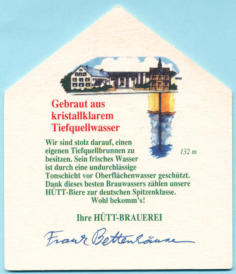 Gebraut aus
kristallklarem
Tiefquellwasser
Wir sind stolz darauf, einen
eigenen Tiefquellbrunnen zu
besitzen. Sein frisches Wasser
ist durch eine undurchlässige
132 m
Tonschicht vor Oberflächenwasser geschützt.
Dank dieses besten Brauwassers zählen unsere
HÜTT-Biere zur deutschen Spitzenklasse.
Wohl bekomm's!
Ihre HÜTT-BRAUEREI
Frank Bettenhäuser